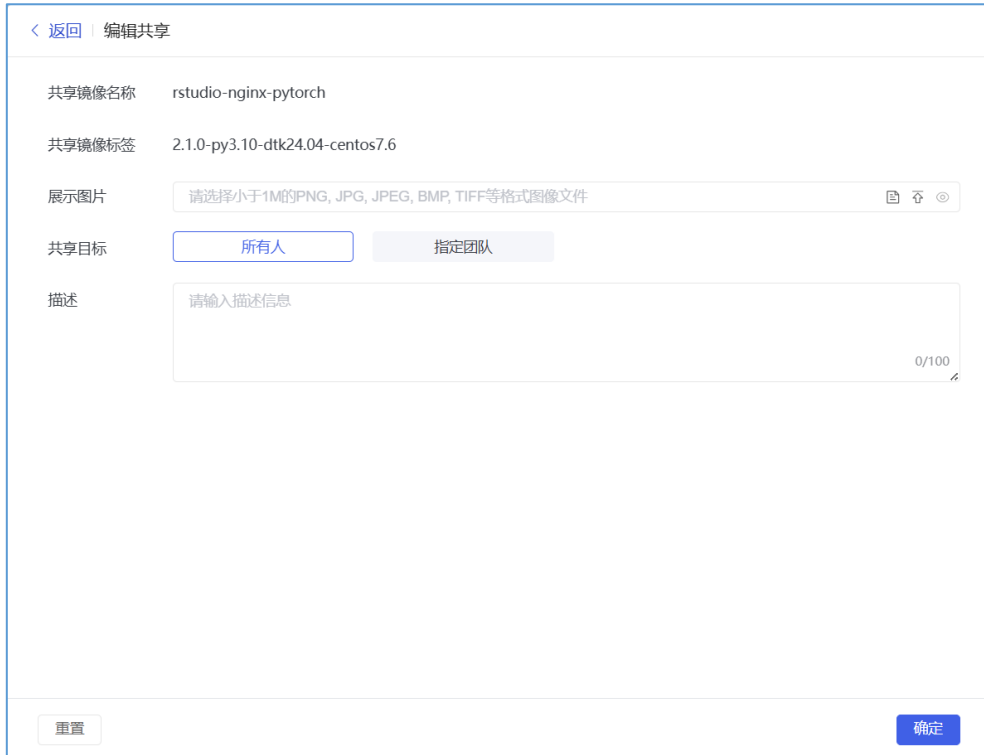 返回 编辑共享
共享镜像名称 rstudio-nginx-pytorch
共享镜像标签 2.1.0-py3.10-dtk24.04-centos7.6
展示图片 请选择小于1M的PNG, JPG, JPEG, BMP, TIFF等格式图像文件
共享目标 所有人 指定团队
描述 请输入描述信息
0/100
重置 确定